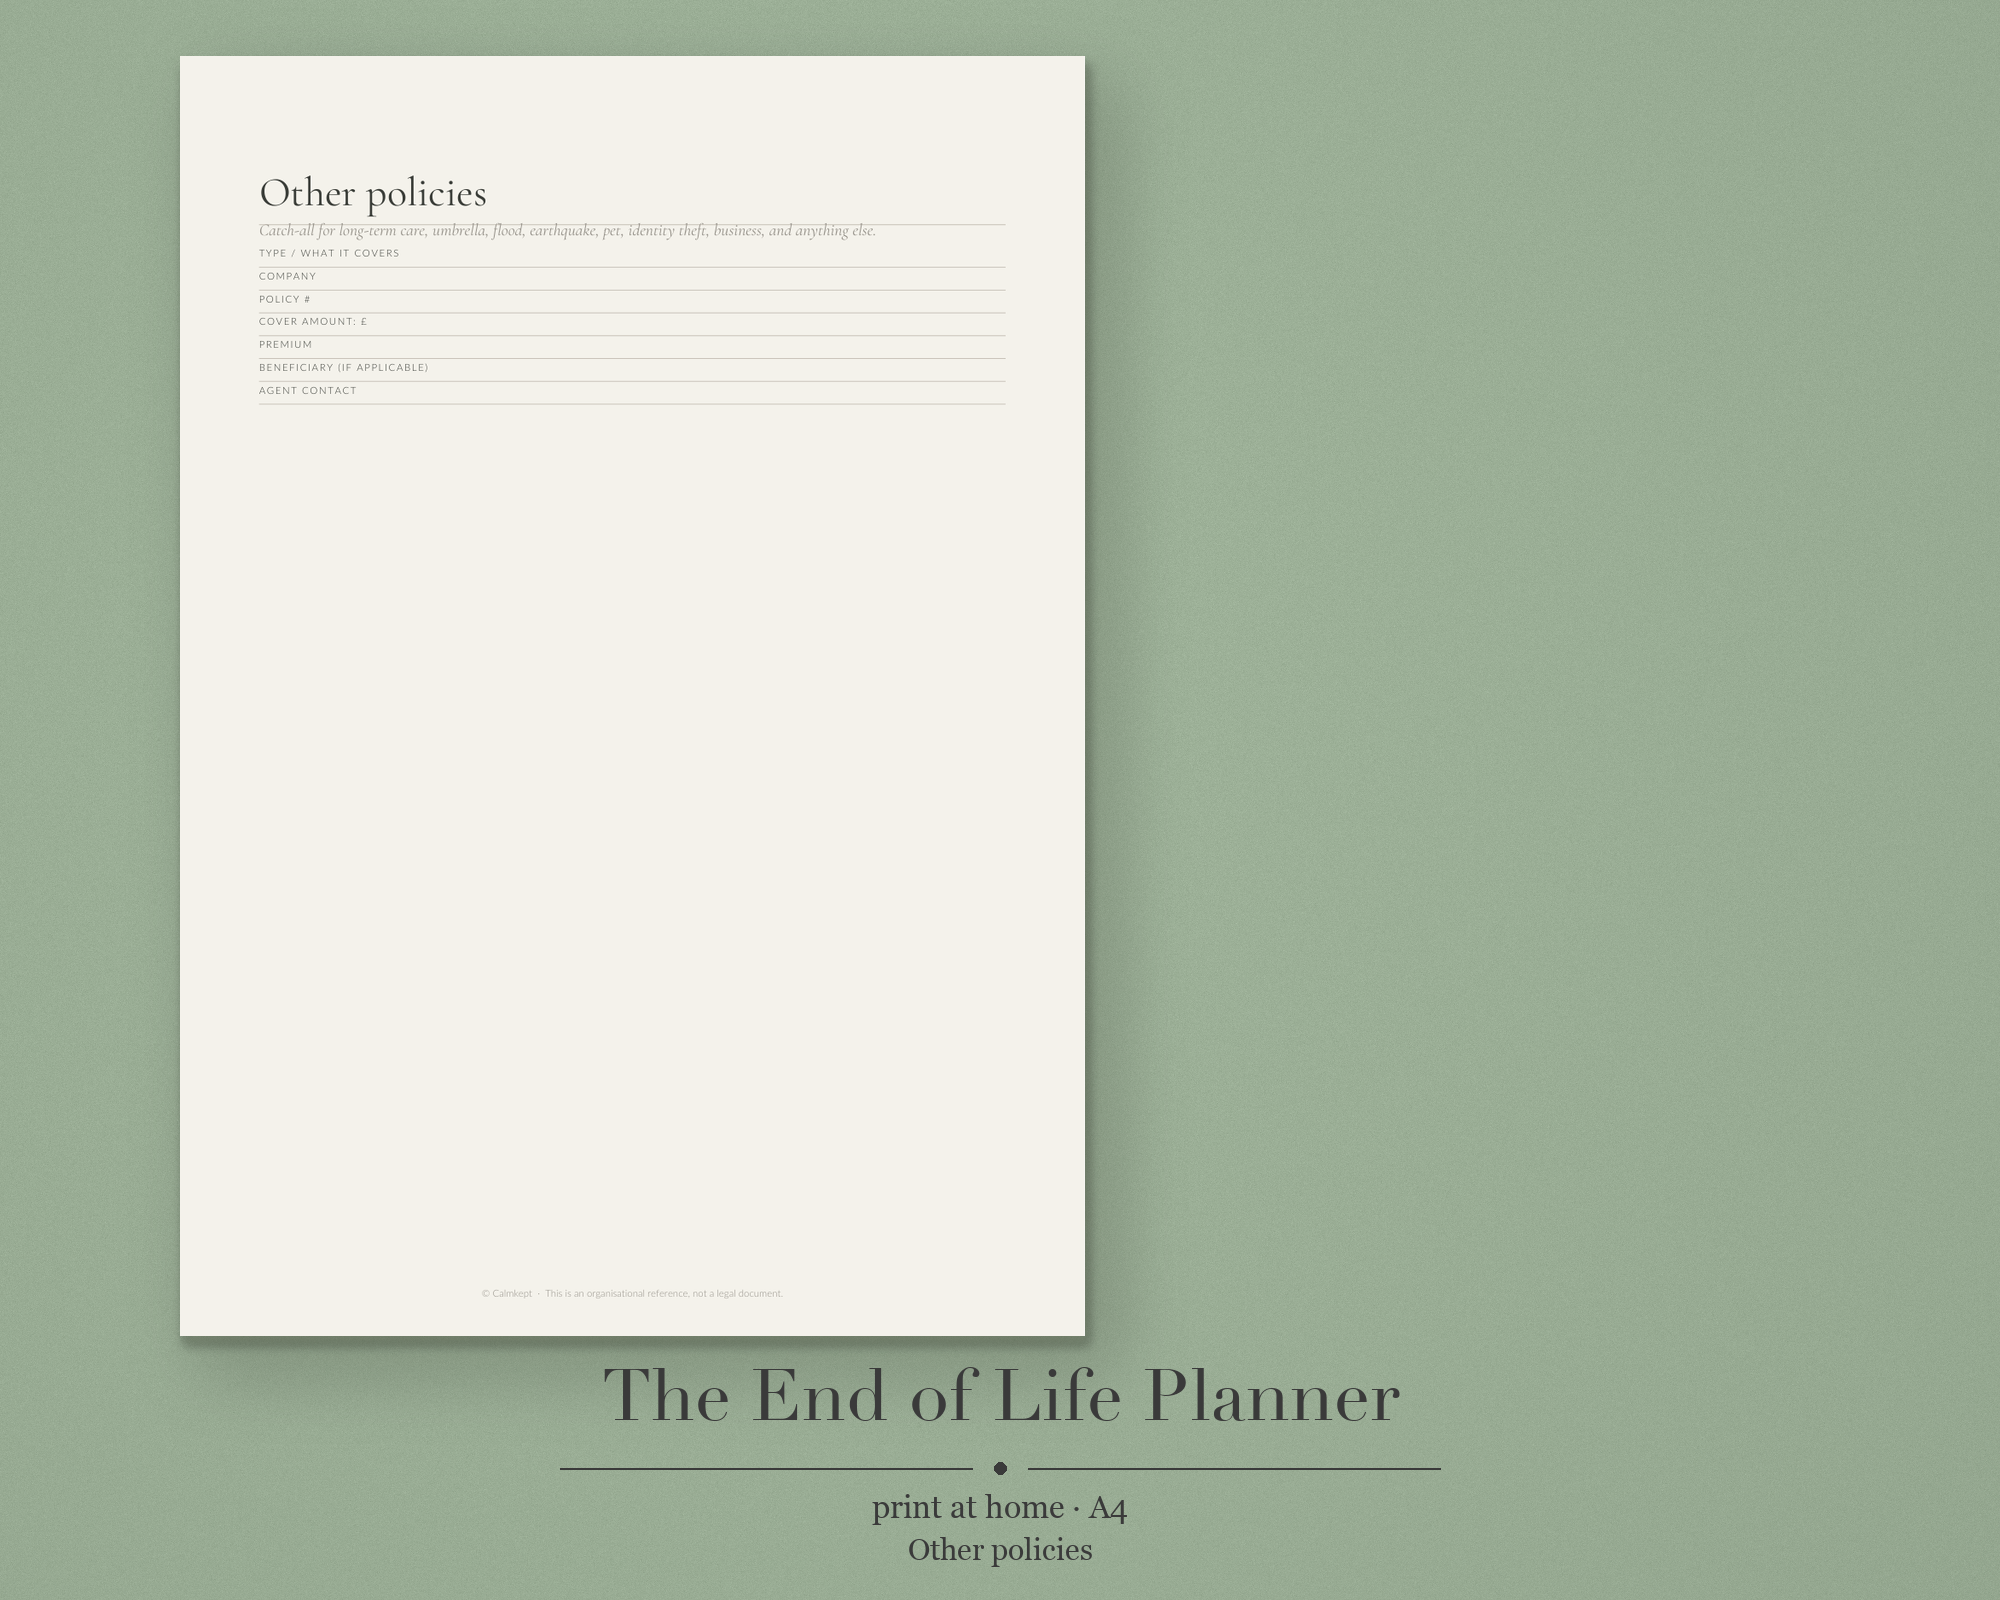 Other policies
Catch-all for long-term care, umbrella, flood, earthquake, pet, identity theft, business, and anything else.
TYPE / WHAT IT COVERS
COMPANY
POLICY #
COVER AMOUNT: £
PREMIUM
BENEFICIARY (IF APPLICABLE)
AGENT CONTACT
© Calmkept · This is an organisational reference, not a legal document.
The End of Life Planner
print at home · A4
Other policies